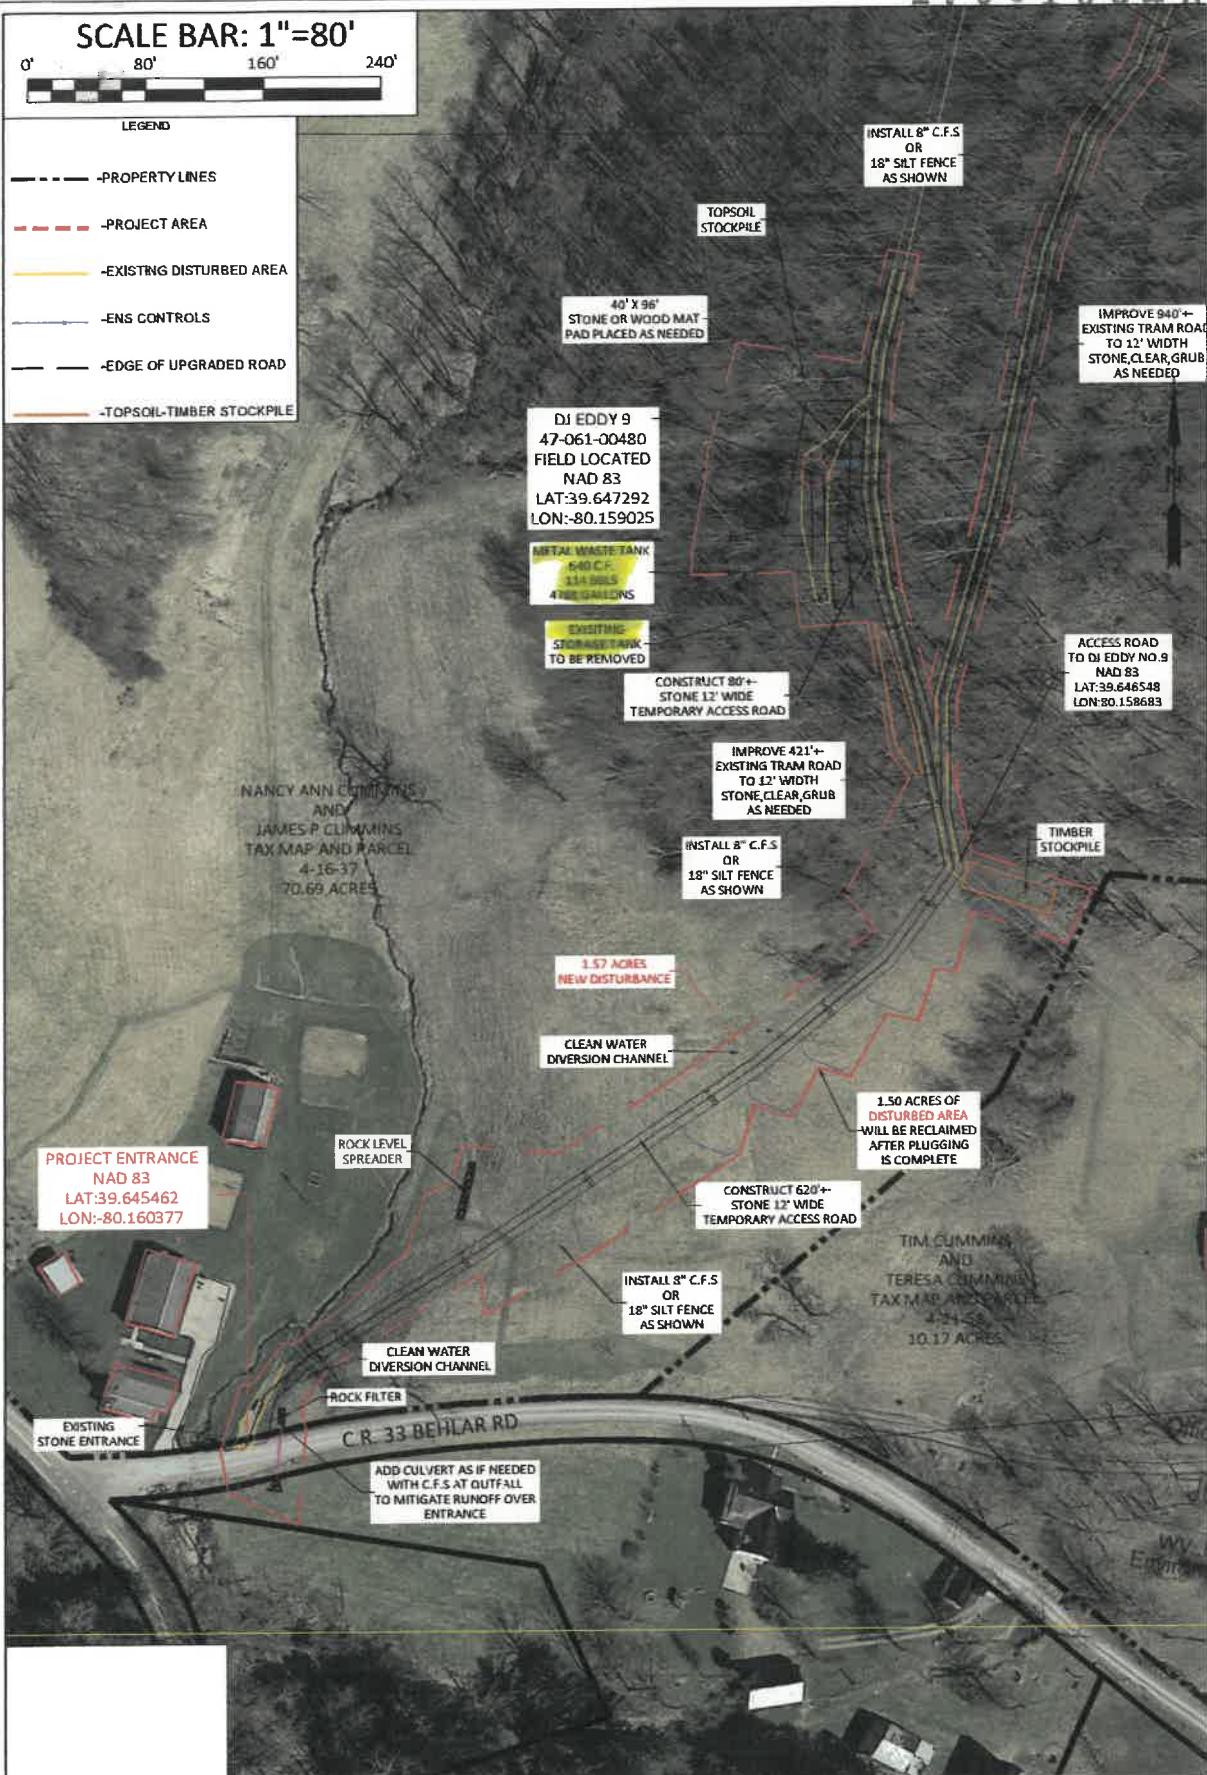 SCALE BAR: 1"=80'
0' 80' 160' 240'
LEGEND
-PROPERTY LINES
-PROJECT AREA
-EXISTING DISTURBED AREA
-ENS CONTROLS
-EDGE OF UPGRADED ROAD
-TOPSOIL-TIMBER STOCKPILE
INSTALL 8" C.F.S
OR
18" SILT FENCE
AS SHOWN
TOPSOIL
STOCKPILE
40' X 96'
STONE OR WOOD MAT
PAD PLACED AS NEEDED
IMPROVE 940'+-
EXISTING TRAM ROAD
TO 12' WIDTH
STONE,CLEAR,GRUB
AS NEEDED
N
DJ EDDY 9
47-061-00480
FIELD LOCATED
NAD 83
LAT:39.647292
LON:-80.159025
METAL WASTE TANK
640 C.F.
114 BBLS
GALLONS
EXISITING
STORAGE TANK
TO BE REMOVED
CONSTRUCT 80'+-
STONE 12' WIDE
TEMPORARY ACCESS ROAD
ACCESS ROAD
TO DJ EDDY NO.9
NAD 83
LAT:39.646548
LON:80.158683
IMPROVE 421'+-
EXISTING TRAM ROAD
TO 12' WIDTH
STONE,CLEAR,GRUB
AS NEEDED
NANCY ANN CUMMINS
AND
JAMES P CUMMINS
TAX MAP AND PARCEL
4-16-37
70.69 ACRES
TIMBER
STOCKPILE
INSTALL 8" C.F.S
OR
18" SILT FENCE
AS SHOWN
1.57 ACRES
NEW DISTURBANCE
CLEAN WATER
DIVERSION CHANNEL
1.50 ACRES OF
DISTURBED AREA
WILL BE RECLAIMED
AFTER PLUGGING
IS COMPLETE
ROCK LEVEL
SPREADER
PROJECT ENTRANCE
NAD 83
LAT:39.645462
LON:-80.160377
CONSTRUCT 620'+-
STONE 12' WIDE
TEMPORARY ACCESS ROAD
TIM CUMMINS
AND
TERESA CUMMINS
TAX MAP AND PARCEL
10.17 ACRES
INSTALL 8" C.F.S
OR
18" SILT FENCE
AS SHOWN
CLEAN WATER
DIVERSION CHANNEL
ROCK FILTER
EXISTING
STONE ENTRANCE
C.R. 33 BEHLAR RD
ADD CULVERT AS IF NEEDED
WITH C.F.S AT OUTFALL
TO MITIGATE RUNOFF OVER
ENTRANCE
WV